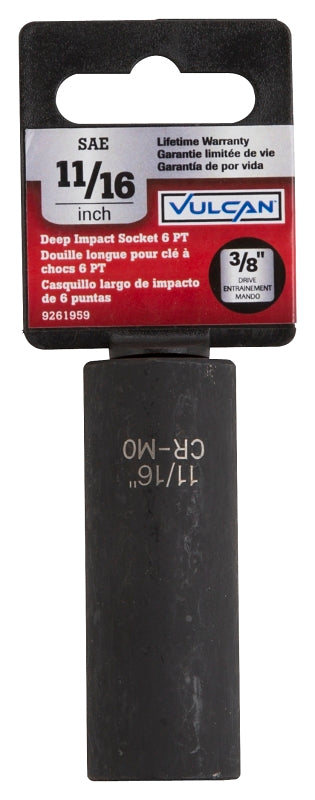 SAE
11/16
inch
Lifetime Warranty
Garantie limitée de vie
Garantía de por vida
VULCAN
Deep Impact Socket 6 PT
Douille longue pour clé à
chocs 6 PT
Casquillo largo de impacto
de 6 puntas
9261959
3/8"
DRIVE
ENTRAINEMENT
MANDO
11/16"
CR-MO